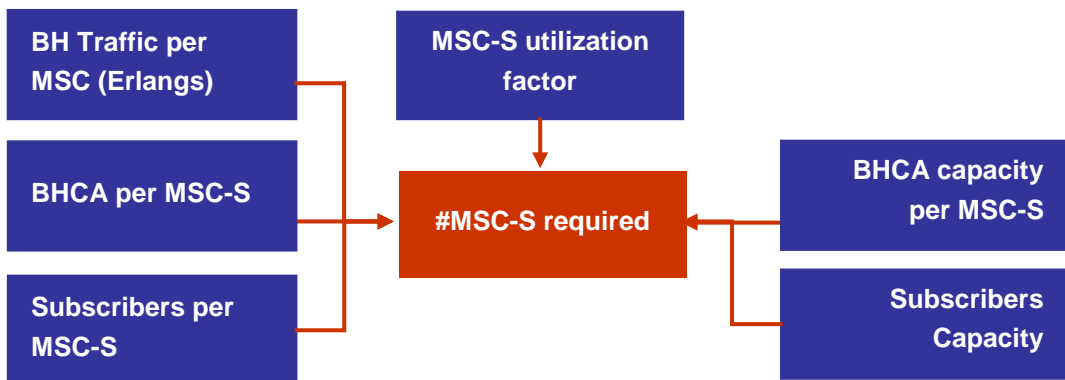 BH Traffic per
MSC (Erlangs)
MSC-S utilization
factor
BHCA per MSC-S
#MSC-S required
BHCA capacity
per MSC-S
Subscribers per
MSC-S
Subscribers
Capacity